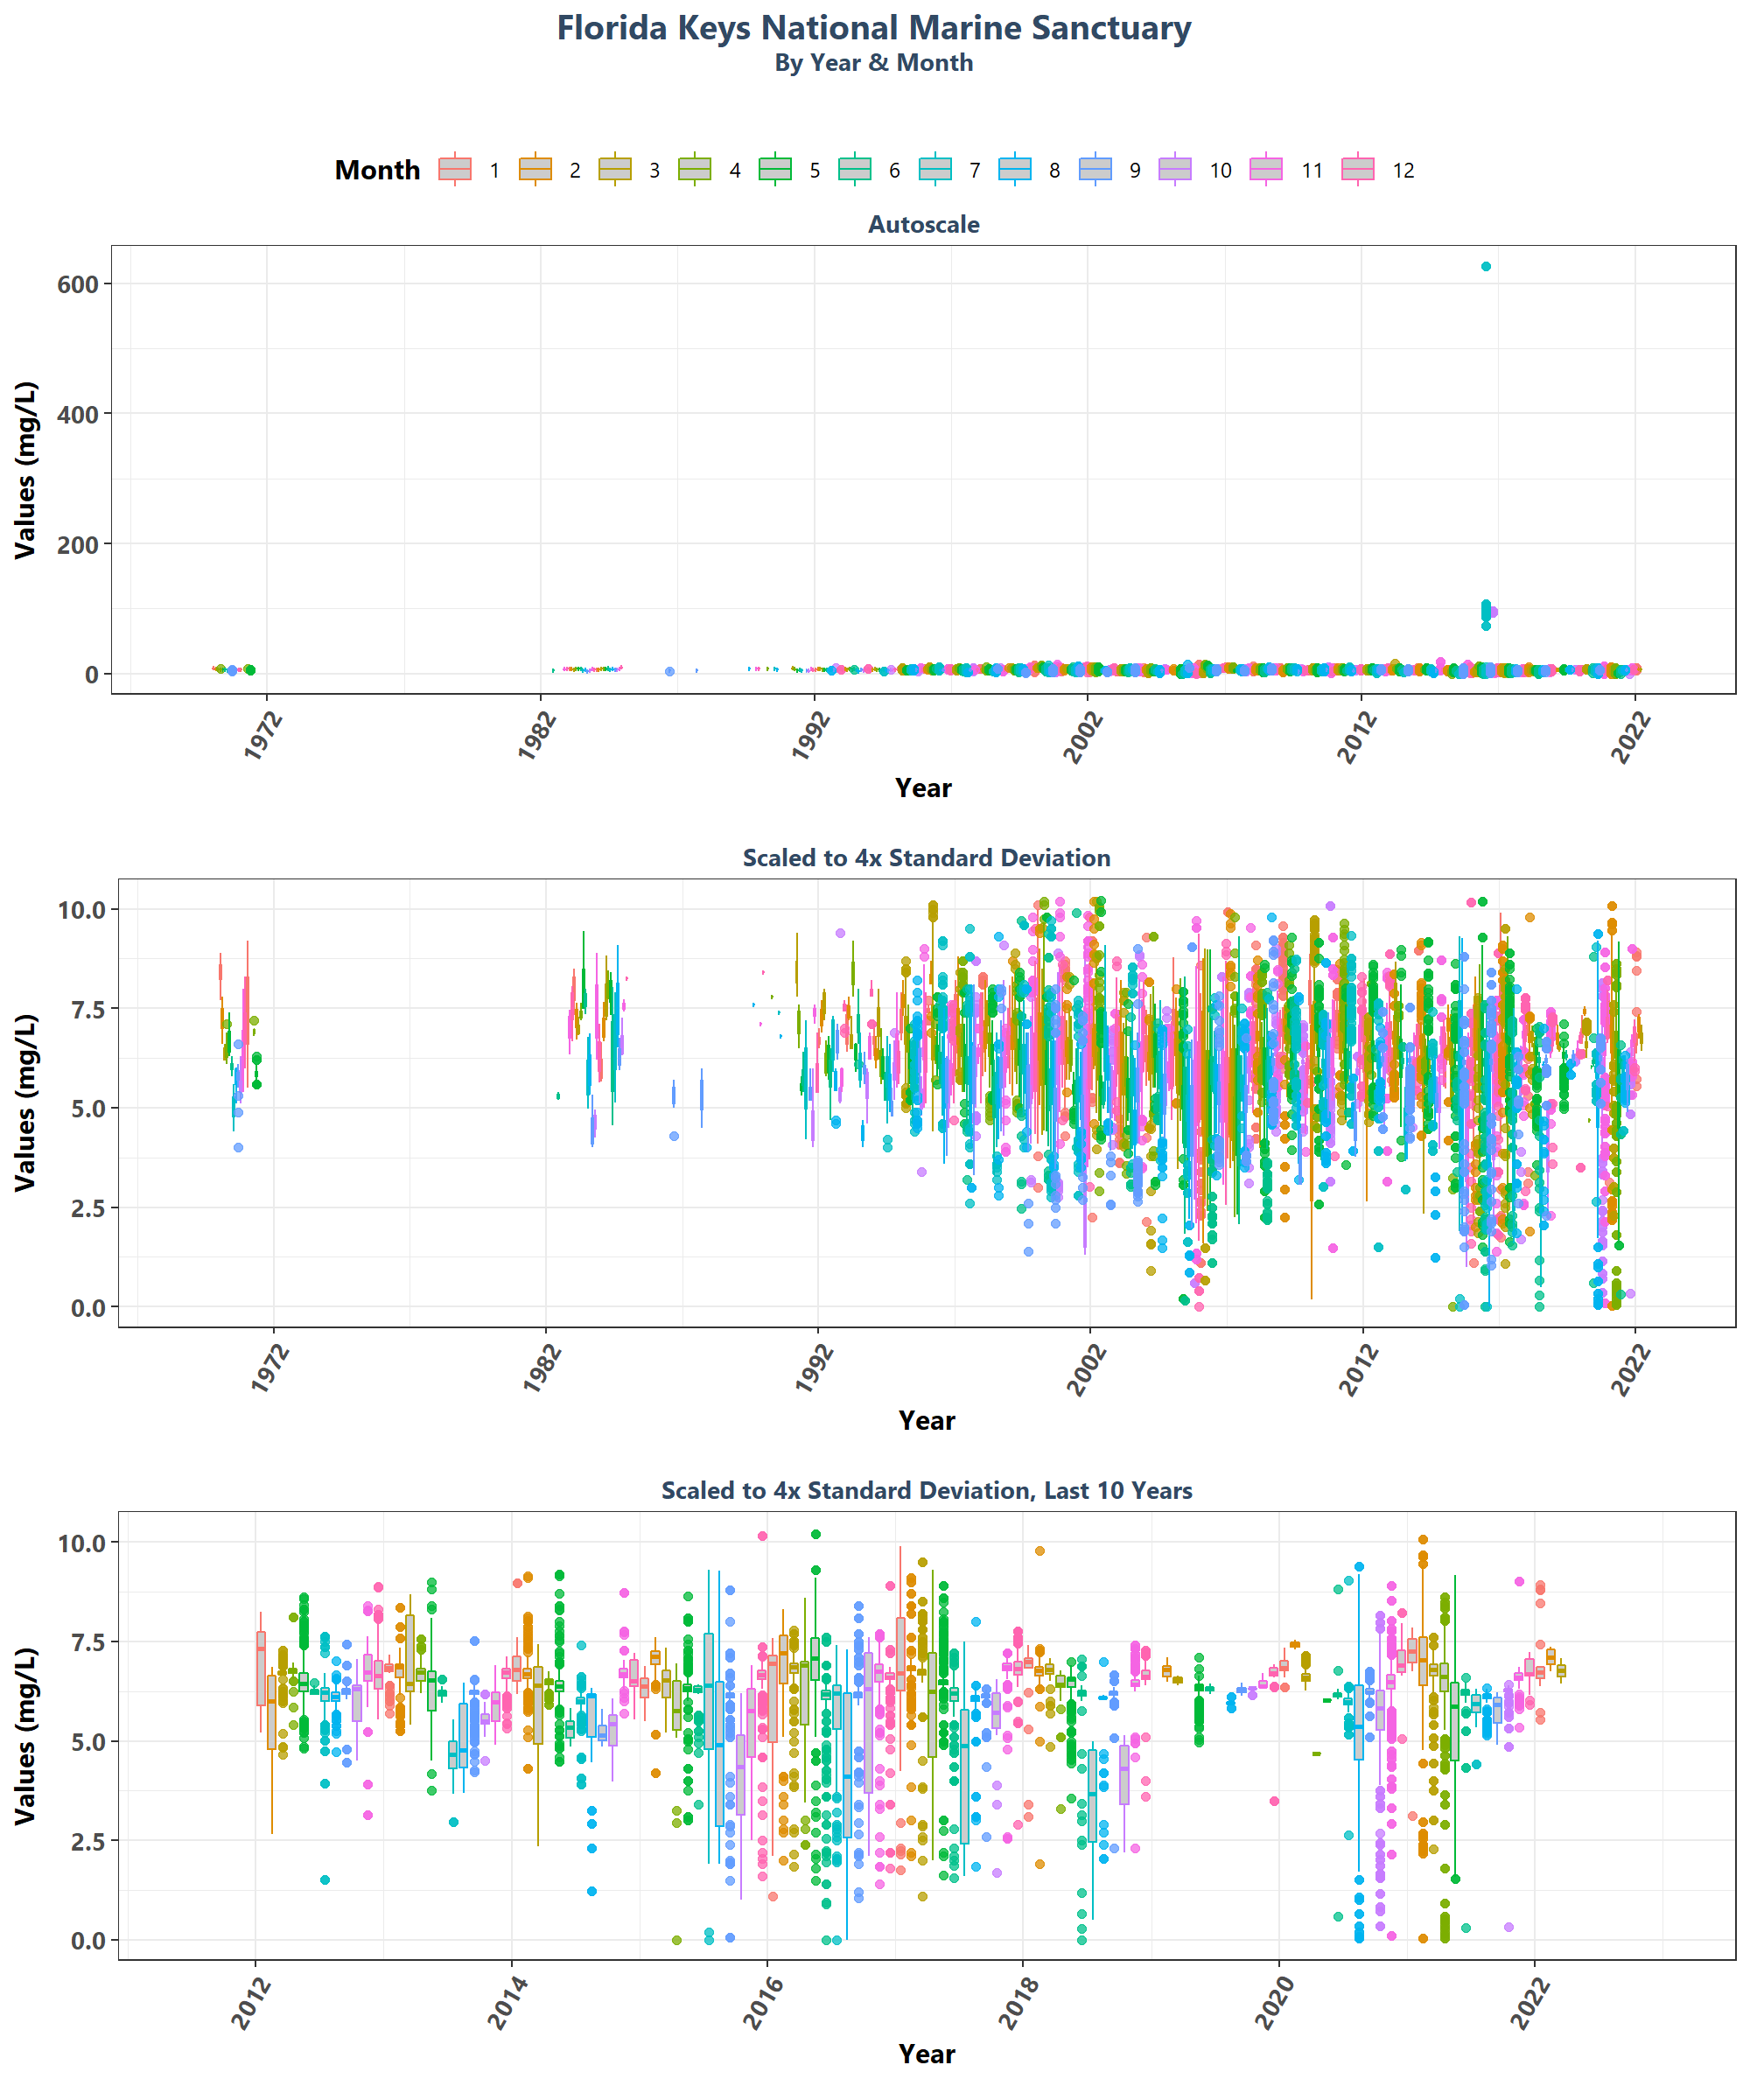 Florida Keys National Marine Sanctuary
By Year & Month
Month 1 2 3 4 5 6 7 8 9 10 11 12
Autoscale
Values (mg/L)
600
400
200
0
1972 1982 1992 2002 2012 2022
Year
Scaled to 4x Standard Deviation
Values (mg/L)
10.0
7.5
5.0
2.5
0.0
1972 1982 1992 2002 2012 2022
Year
Scaled to 4x Standard Deviation, Last 10 Years
Values (mg/L)
10.0
7.5
5.0
2.5
0.0
2012 2014 2016 2018 2020 2022
Year